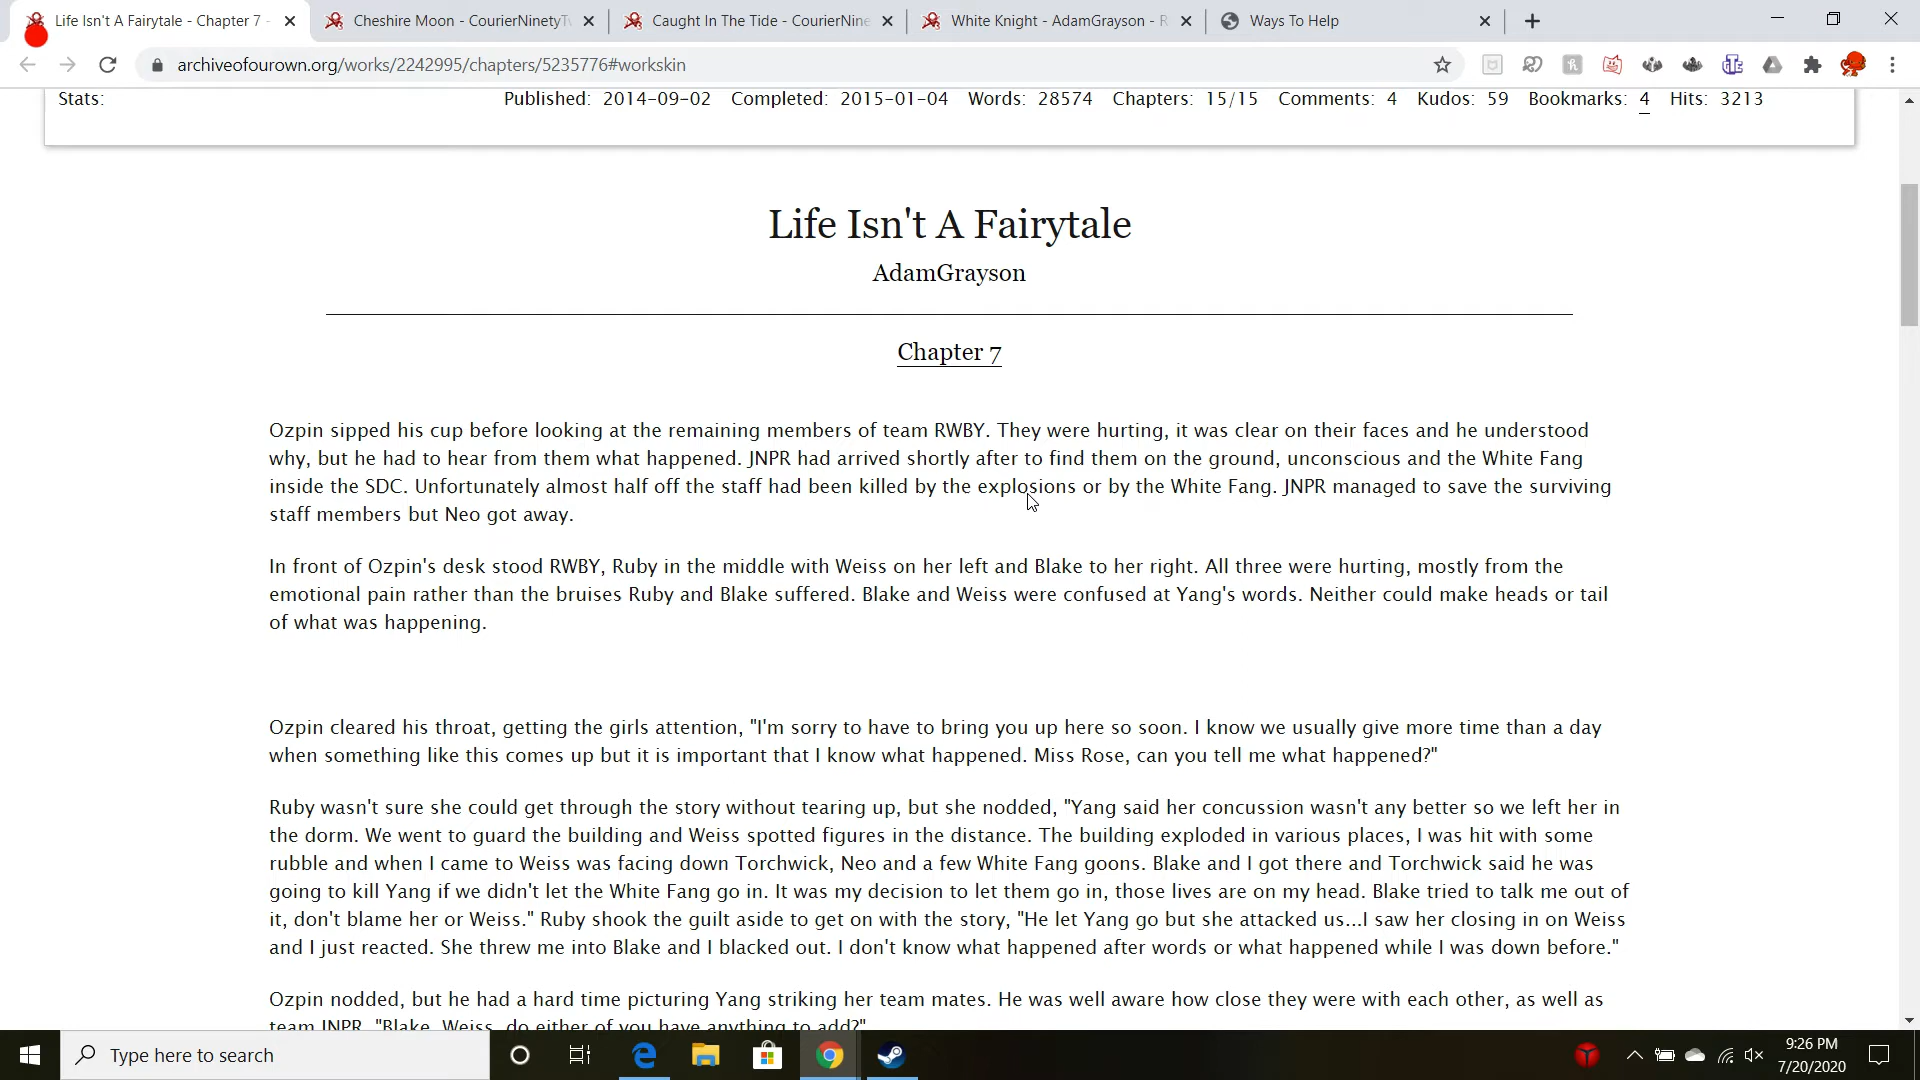 Life Isn't A Fairytale - Chapter 7 -
Cheshire Moon - CourierNinetyTw
Caught In The Tide - CourierNine
White Knight - AdamGrayson - R
Ways To Help
archiveofourown.org/works/2242995/chapters/5235776#workskin
Stats:
Published: 2014-09-02 Completed: 2015-01-04 Words: 28574 Chapters: 15/15 Comments: 4 Kudos: 59 Bookmarks: 4 Hits: 3213
Life Isn't A Fairytale
AdamGrayson
Chapter 7
Ozpin sipped his cup before looking at the remaining members of team RWBY. They were hurting, it was clear on their faces and he understood
why, but he had to hear from them what happened. JNPR had arrived shortly after to find them on the ground, unconscious and the White Fang
inside the SDC. Unfortunately almost half off the staff had been killed by the explosions or by the White Fang. JNPR managed to save the surviving
staff members but Neo got away.
In front of Ozpin's desk stood RWBY, Ruby in the middle with Weiss on her left and Blake to her right. All three were hurting, mostly from the
emotional pain rather than the bruises Ruby and Blake suffered. Blake and Weiss were confused at Yang's words. Neither could make heads or tail
of what was happening.
Ozpin cleared his throat, getting the girls attention, "I'm sorry to have to bring you up here so soon. I know we usually give more time than a day
when something like this comes up but it is important that I know what happened. Miss Rose, can you tell me what happened?"
Ruby wasn't sure she could get through the story without tearing up, but she nodded, "Yang said her concussion wasn't any better so we left her in
the dorm. We went to guard the building and Weiss spotted figures in the distance. The building exploded in various places, I was hit with some
rubble and when I came to Weiss was facing down Torchwick, Neo and a few White Fang goons. Blake and I got there and Torchwick said he was
going to kill Yang if we didn't let the White Fang go in. It was my decision to let them go in, those lives are on my head. Blake tried to talk me out of
it, don't blame her or Weiss." Ruby shook the guilt aside to get on with the story, "He let Yang go but she attacked us...I saw her closing in on Weiss
and I just reacted. She threw me into Blake and I blacked out. I don't know what happened after words or what happened while I was down before."
Ozpin nodded, but he had a hard time picturing Yang striking her team mates. He was well aware how close they were with each other, as well as
team JNPR. "Blake, Weiss, do either of you have anything to add?"
Type here to search
9:26 PM
7/20/2020